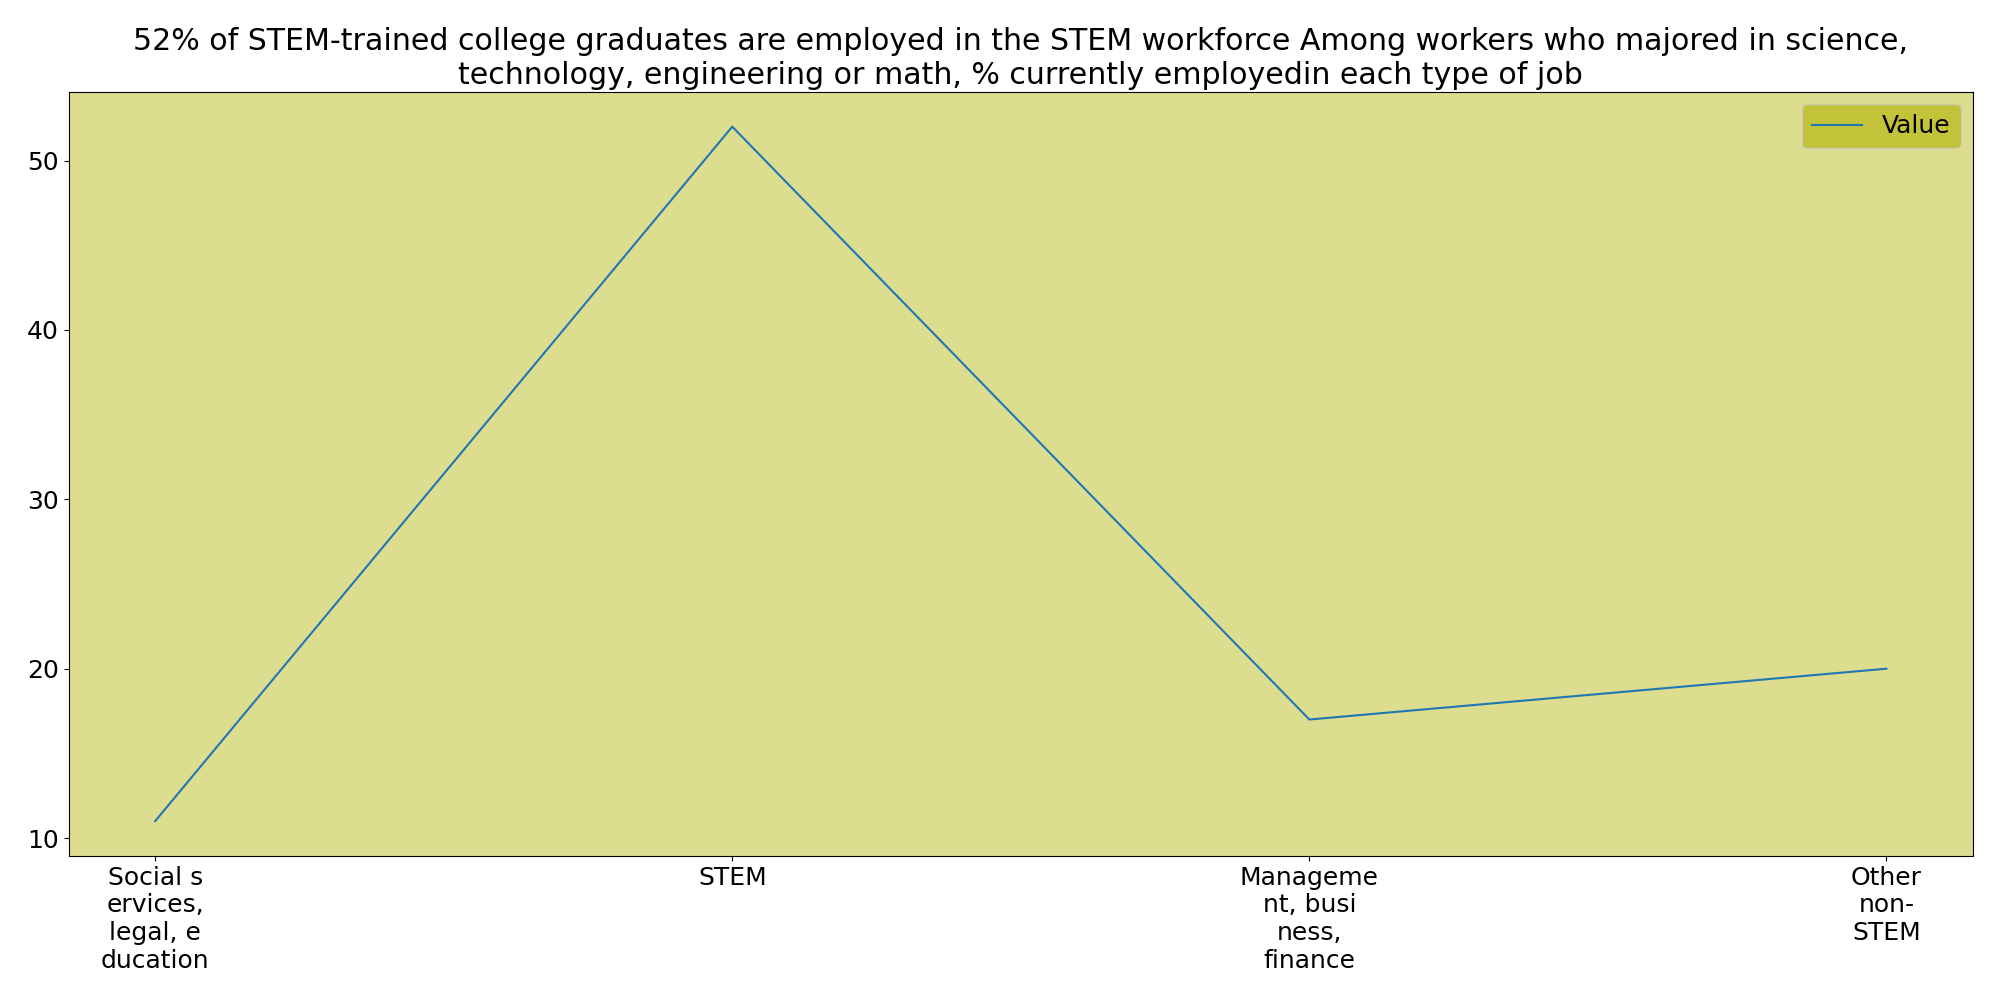 52% of STEM-trained college graduates are employed in the STEM workforce Among workers who majored in science,
technology, engineering or math, % currently employedin each type of job
Value
50
40
30
20
10
Social s
ervices,
legal, e
ducation
STEM
Manageme
nt, busi
ness,
finance
Other
non-
STEM